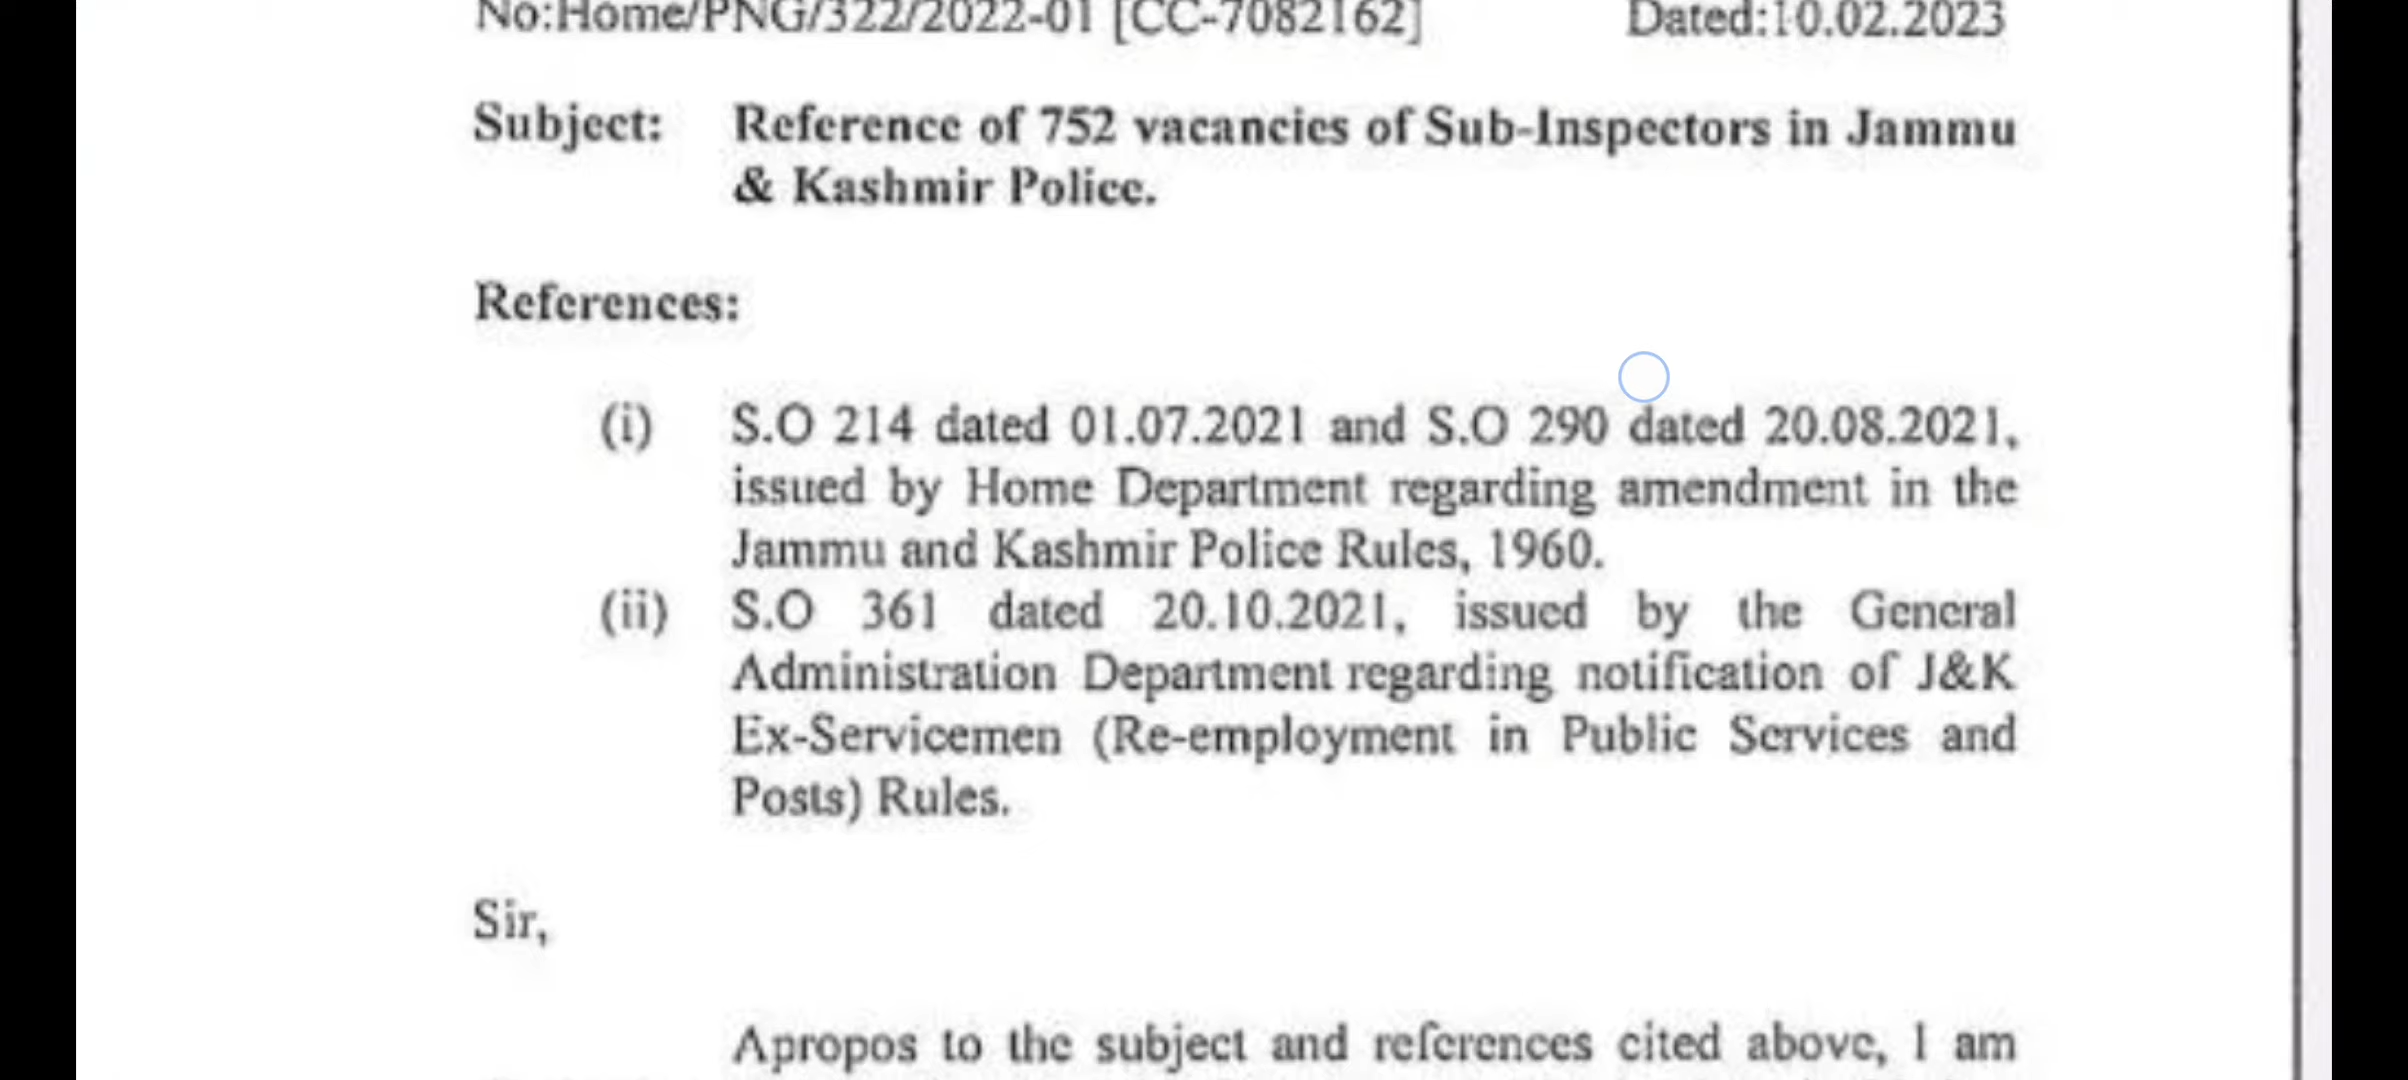 No:Home/PNG/322/2022-01 [CC-7082162] Dated:10.02.2023
Subject: Reference of 752 vacancies of Sub-Inspectors in Jammu
& Kashmir Police.
References:
(i) S.O 214 dated 01.07.2021 and S.O 290 dated 20.08.2021,
issued by Home Department regarding amendment in the
Jammu and Kashmir Police Rules, 1960.
(ii) S.O 361 dated 20.10.2021, issued by the General
Administration Department regarding notification of J&K
Ex-Servicemen (Re-employment in Public Services and
Posts) Rules.
Sir,
Apropos to the subject and references cited above, I am